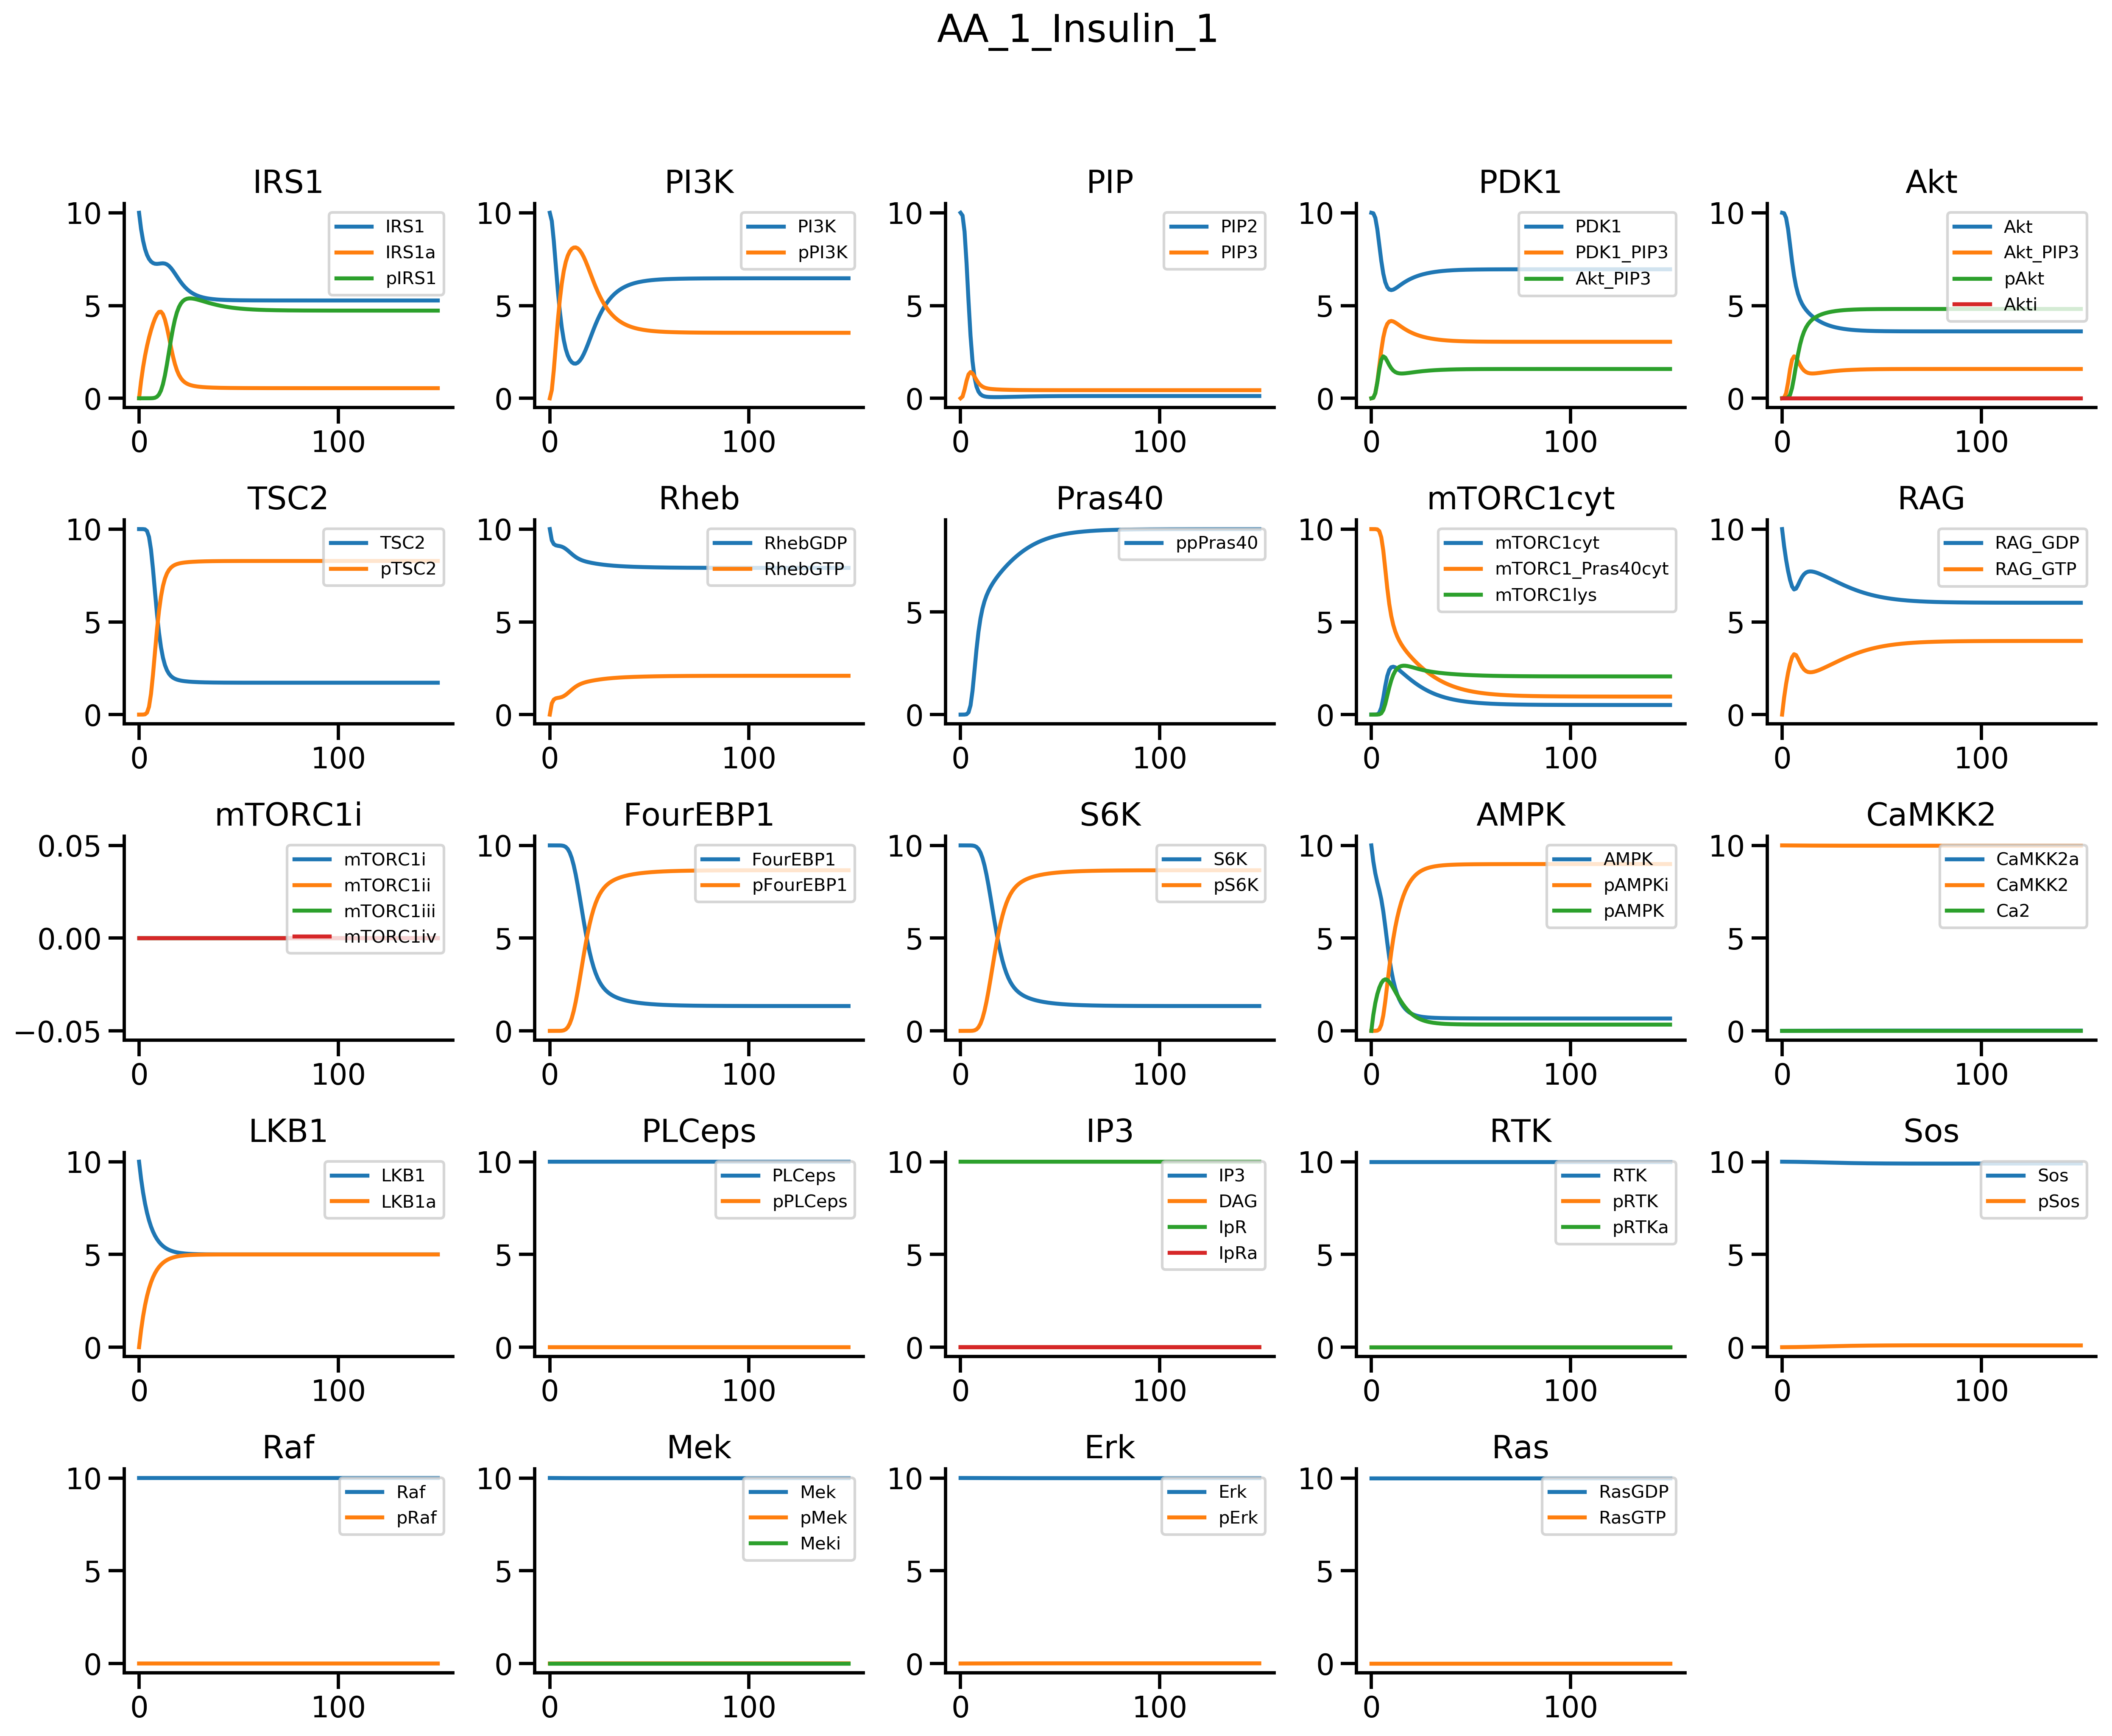 AA_1_Insulin_1
IRS1
10
5
0
0
100
IRS1
IRS1a
pIRS1
PI3K
10
5
0
0
100
PI3K
pPI3K
PIP
10
5
0
0
100
PIP2
PIP3
PDK1
10
5
0
0
100
PDK1
PDK1_PIP3
Akt_PIP3
Akt
10
5
0
0
100
Akt
Akt_PIP3
pAkt
Akti
TSC2
10
5
0
0
100
TSC2
pTSC2
Rheb
10
5
0
0
100
RhebGDP
RhebGTP
Pras40
5
0
0
100
ppPras40
mTORC1cyt
10
5
0
0
100
mTORC1cyt
mTORC1_Pras40cyt
mTORC1lys
RAG
10
5
0
0
100
RAG_GDP
RAG_GTP
mTORC1i
0.05
0.00
−0.05
0
100
mTORC1i
mTORC1ii
mTORC1iii
mTORC1iv
FourEBP1
10
5
0
0
100
FourEBP1
pFourEBP1
S6K
10
5
0
0
100
S6K
pS6K
AMPK
10
5
0
0
100
AMPK
pAMPKi
pAMPK
CaMKK2
10
5
0
0
100
CaMKK2a
CaMKK2
Ca2
LKB1
10
5
0
0
100
LKB1
LKB1a
PLCeps
10
5
0
0
100
PLCeps
pPLCeps
IP3
10
5
0
0
100
IP3
DAG
IpR
IpRa
RTK
10
5
0
0
100
RTK
pRTK
pRTKa
Sos
10
5
0
0
100
Sos
pSos
Raf
10
5
0
0
100
Raf
pRaf
Mek
10
5
0
0
100
Mek
pMek
Meki
Erk
10
5
0
0
100
Erk
pErk
Ras
10
5
0
0
100
RasGDP
RasGTP